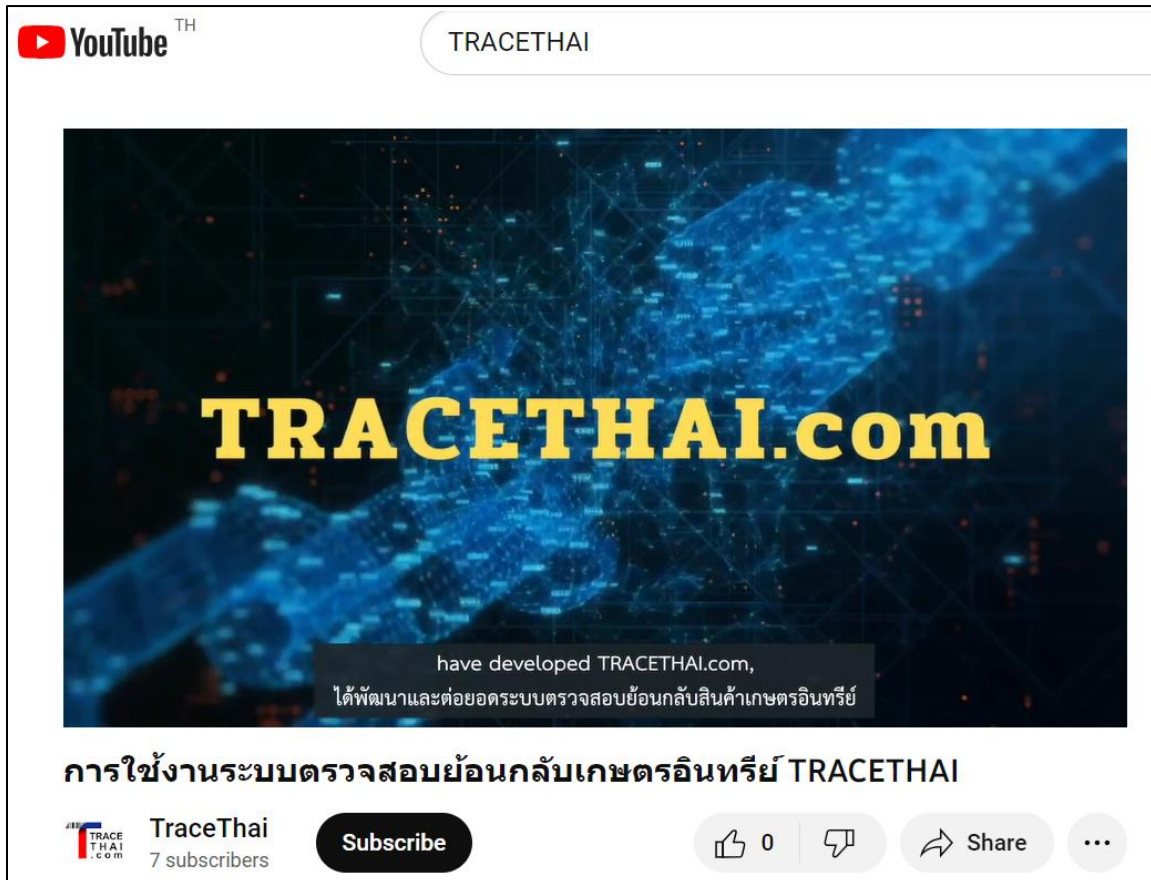 YouTube TH
TRACETHAI
TRACETHAI.com
have developed TRACETHAI.com,
ได้พัฒนาและต่อยอดระบบตรวจสอบย้อนกลับสินค้าเกษตรอินทรีย์
การใช้งานระบบตรวจสอบย้อนกลับเกษตรอินทรีย์ TRACETHAI
TRACE
THAI
.com
TraceThai
7 subscribers
Subscribe
0
Share